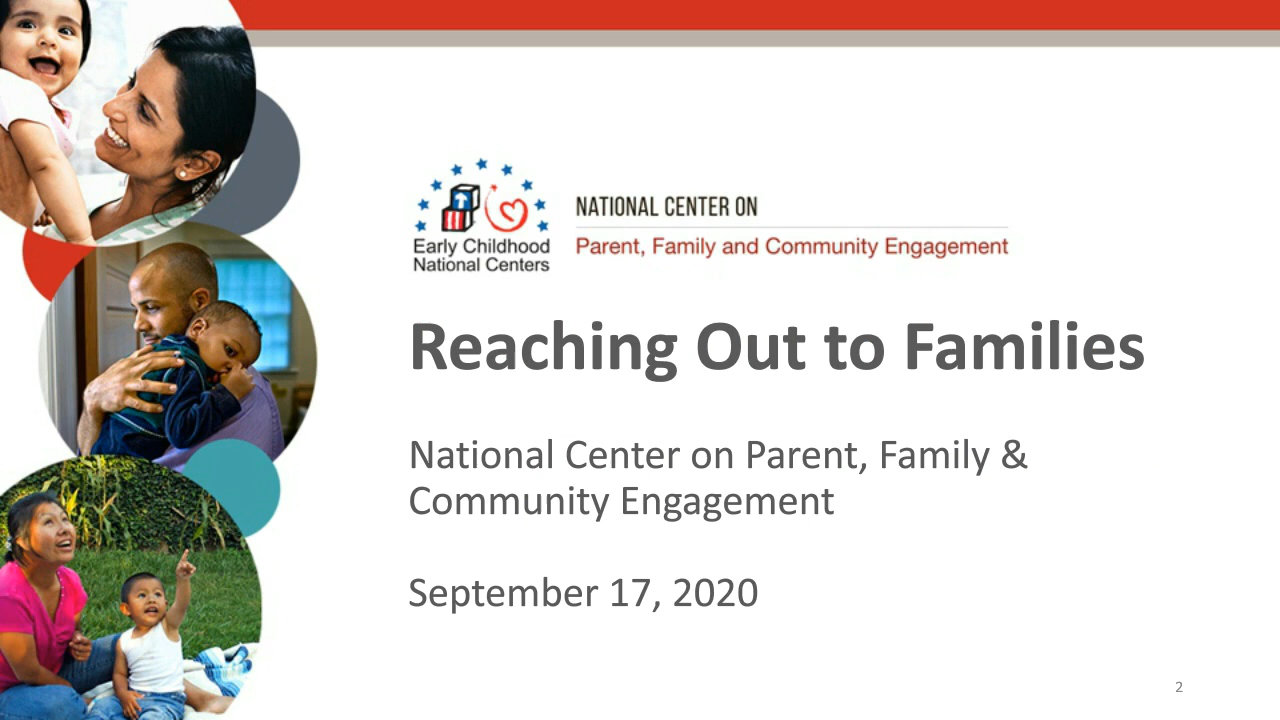 Early Childhood
National Centers
NATIONAL CENTER ON
Parent, Family and Community Engagement
Reaching Out to Families
National Center on Parent, Family &
Community Engagement
September 17, 2020
2